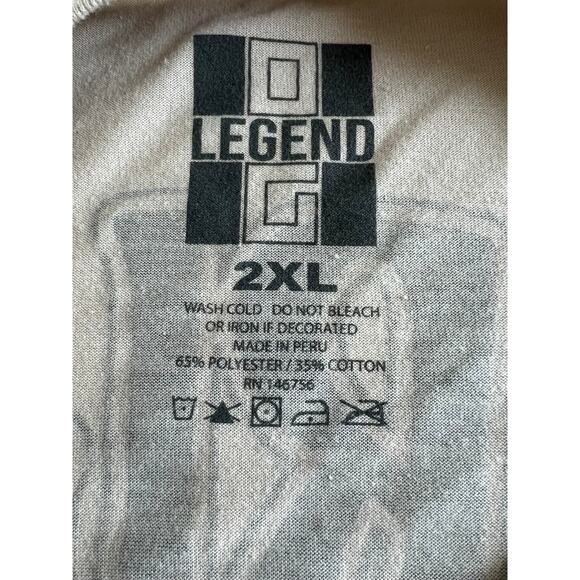 O
LEGEND
G
2XL
WASH COLD DO NOT BLEACH
OR IRON IF DECORATED
MADE IN PERU
65% POLYESTER / 35% COTTON
RN 146756